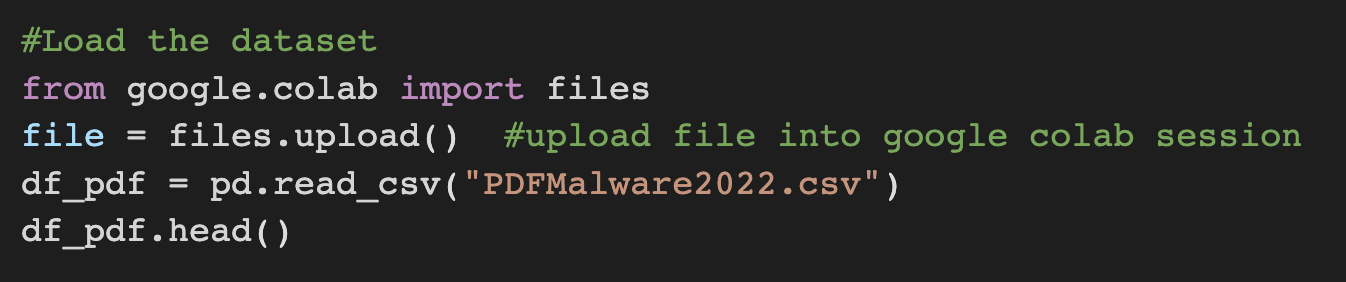 #Load the dataset
from google.colab import files
file = files.upload()  #upload file into google colab session
df_pdf = pd.read_csv("PDFMalware2022.csv")
df_pdf.head()